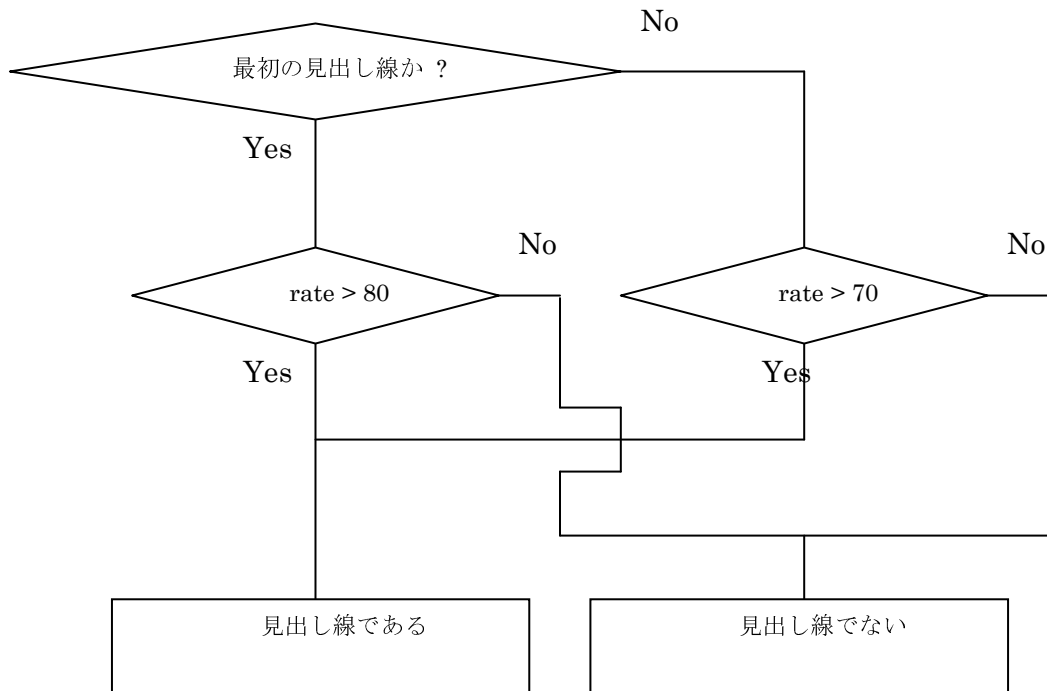 No
最初の見出し線か ?
Yes
No
No
rate > 80
rate > 70
Yes
Yes
見出し線である
見出し線でない